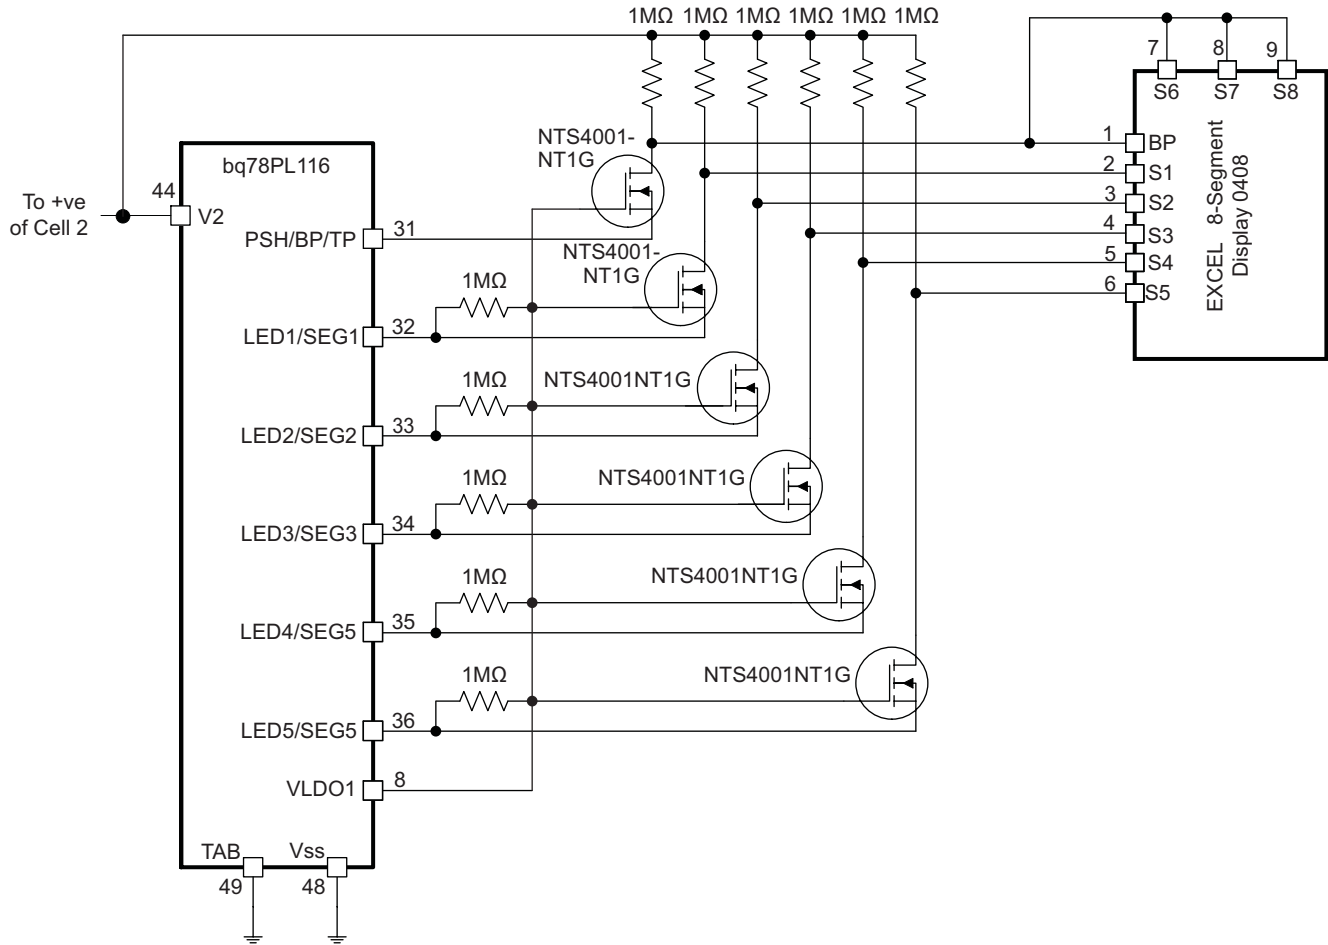 1MΩ 1MΩ 1MΩ 1MΩ 1MΩ 1MΩ
7 8 9
S6 S7 S8
NTS4001-
NT1G
1 BP
2 S1
3 S2
4 S3
5 S4
6 S5
EXCEL 8-Segment
Display 0408
bq78PL116
To +ve
of Cell 2
44
V2
PSH/BP/TP 31
NTS4001-
NT1G
1MΩ
LED1/SEG1 32
1MΩ NTS4001NT1G
LED2/SEG2 33
1MΩ NTS4001NT1G
LED3/SEG3 34
1MΩ NTS4001NT1G
LED4/SEG5 35
1MΩ NTS4001NT1G
LED5/SEG5 36
VLDO1 8
TAB Vss
49 48